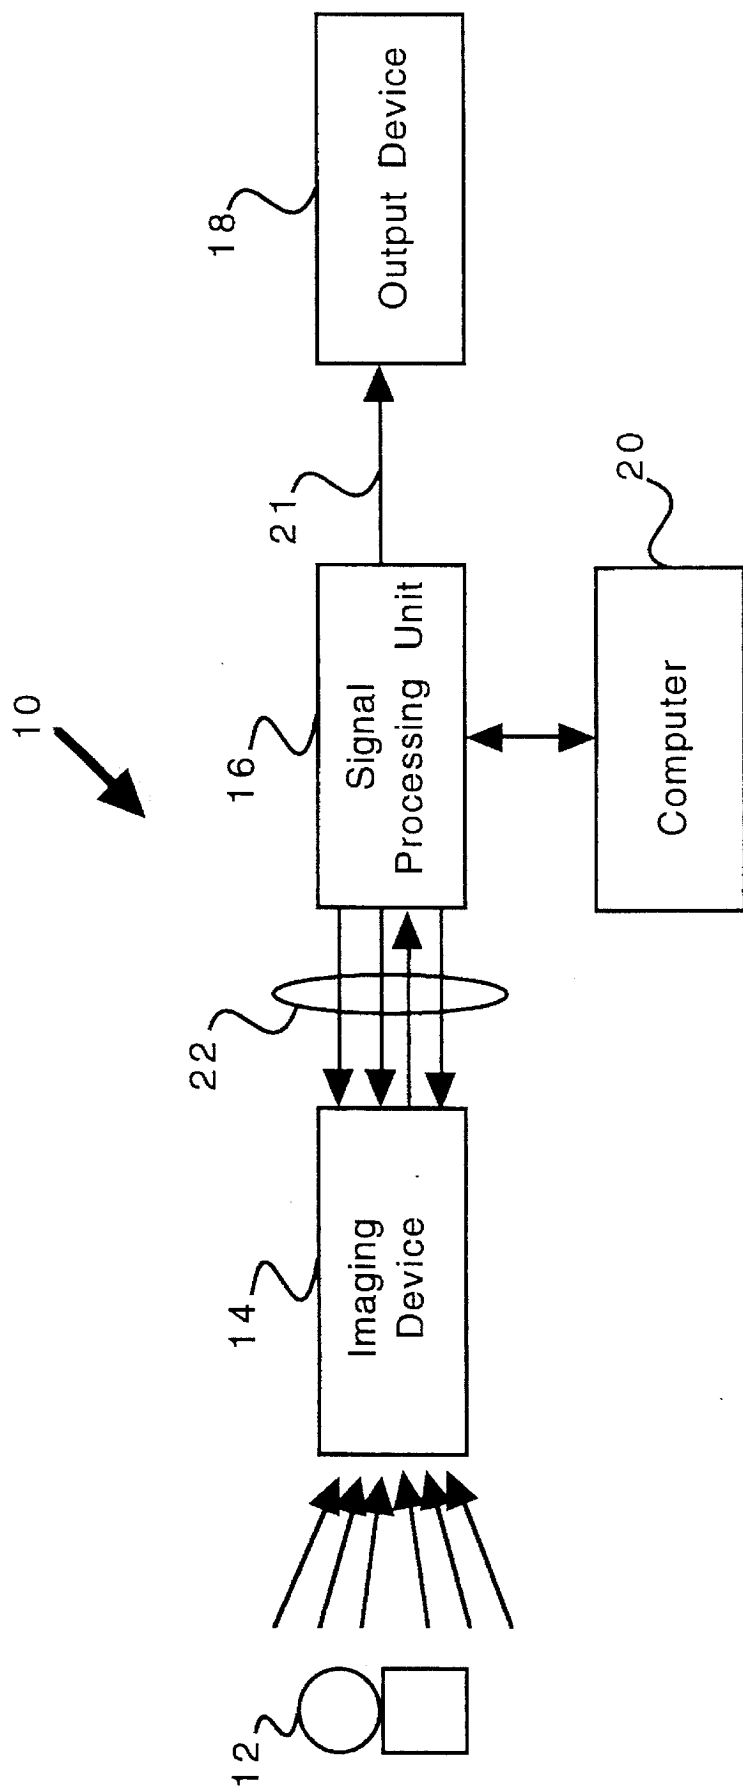 10
12
14
Imaging
Device
22
16
Signal
Processing Unit
21
18
Output Device
20
Computer